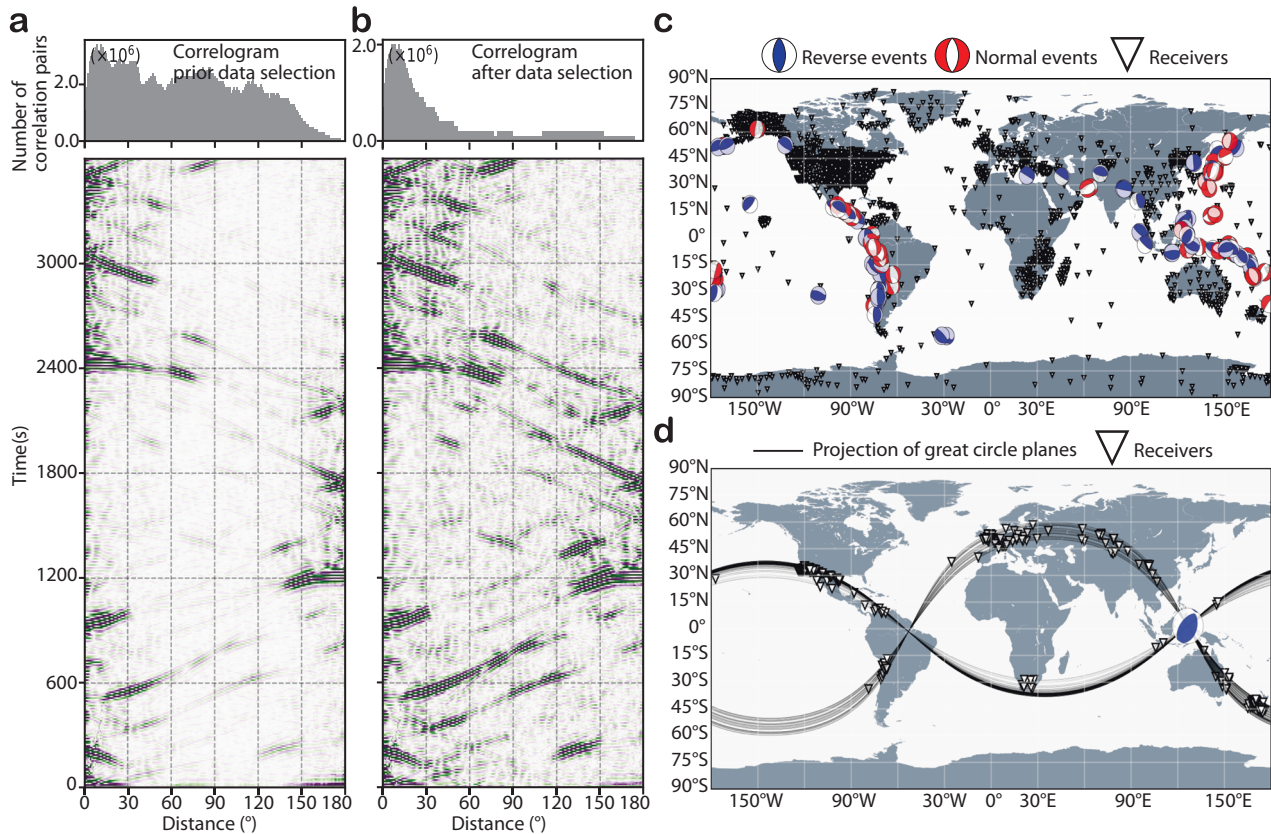 a
(×10⁶)
Correlogram
prior data selection
2.0
0.0
Number of
correlation pairs
3000
2400
1800
1200
600
0
Time(s)
0 30 60 90 120 150 180
Distance (°)
b
2.0
(×10⁶)
Correlogram
after data selection
0.0
0 30 60 90 120 150 180
Distance (°)
c
Reverse events Normal events Receivers
90°N
75°N
60°N
45°N
30°N
15°N
0°
15°S
30°S
45°S
60°S
75°S
90°S
150°W 90°W 30°W 0° 30°E 90°E 150°E
d
Projection of great circle planes Receivers
90°N
75°N
60°N
45°N
30°N
15°N
0°
15°S
30°S
45°S
60°S
75°S
90°S
150°W 90°W 30°W 0° 30°E 90°E 150°E